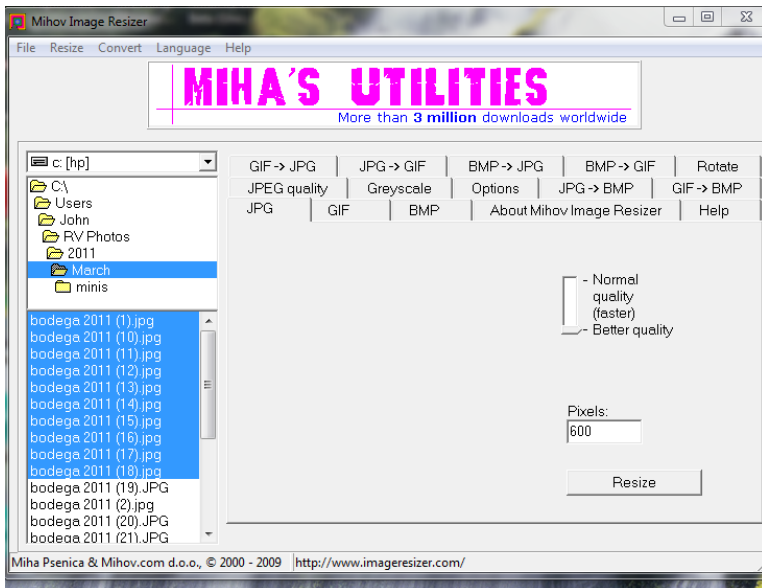 Mihov Image Resizer
File Resize Convert Language Help
MIHA'S UTILITIES
More than 3 million downloads worldwide
c: [hp]
C:\
Users
John
RV Photos
2011
March
minis
bodega 2011 (1).jpg
bodega 2011 (10).jpg
bodega 2011 (11).jpg
bodega 2011 (12).jpg
bodega 2011 (13).jpg
bodega 2011 (14).jpg
bodega 2011 (15).jpg
bodega 2011 (16).jpg
bodega 2011 (17).jpg
bodega 2011 (18).jpg
bodega 2011 (19).JPG
bodega 2011 (2).jpg
bodega 2011 (20).JPG
bodega 2011 (21).JPG
GIF -> JPG JPG -> GIF BMP -> JPG BMP -> GIF Rotate
JPEG quality Greyscale Options JPG -> BMP GIF -> BMP
JPG GIF BMP About Mihov Image Resizer Help
- Normal
quality
(faster)
- Better quality
Pixels:
600
Resize
Miha Psenica & Mihov.com d.o.o., © 2000 - 2009 http://www.imageresizer.com/